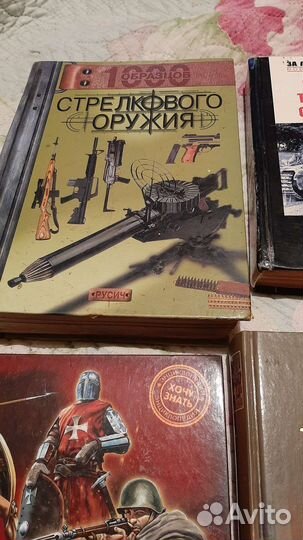 1000
ОБРАЗЦОВ
СТРЕЛКОВОГО
ОРУЖИЯ
·РУСИЧ·
ЗА
ХОЧУ
ЗНАТЬ
Avito